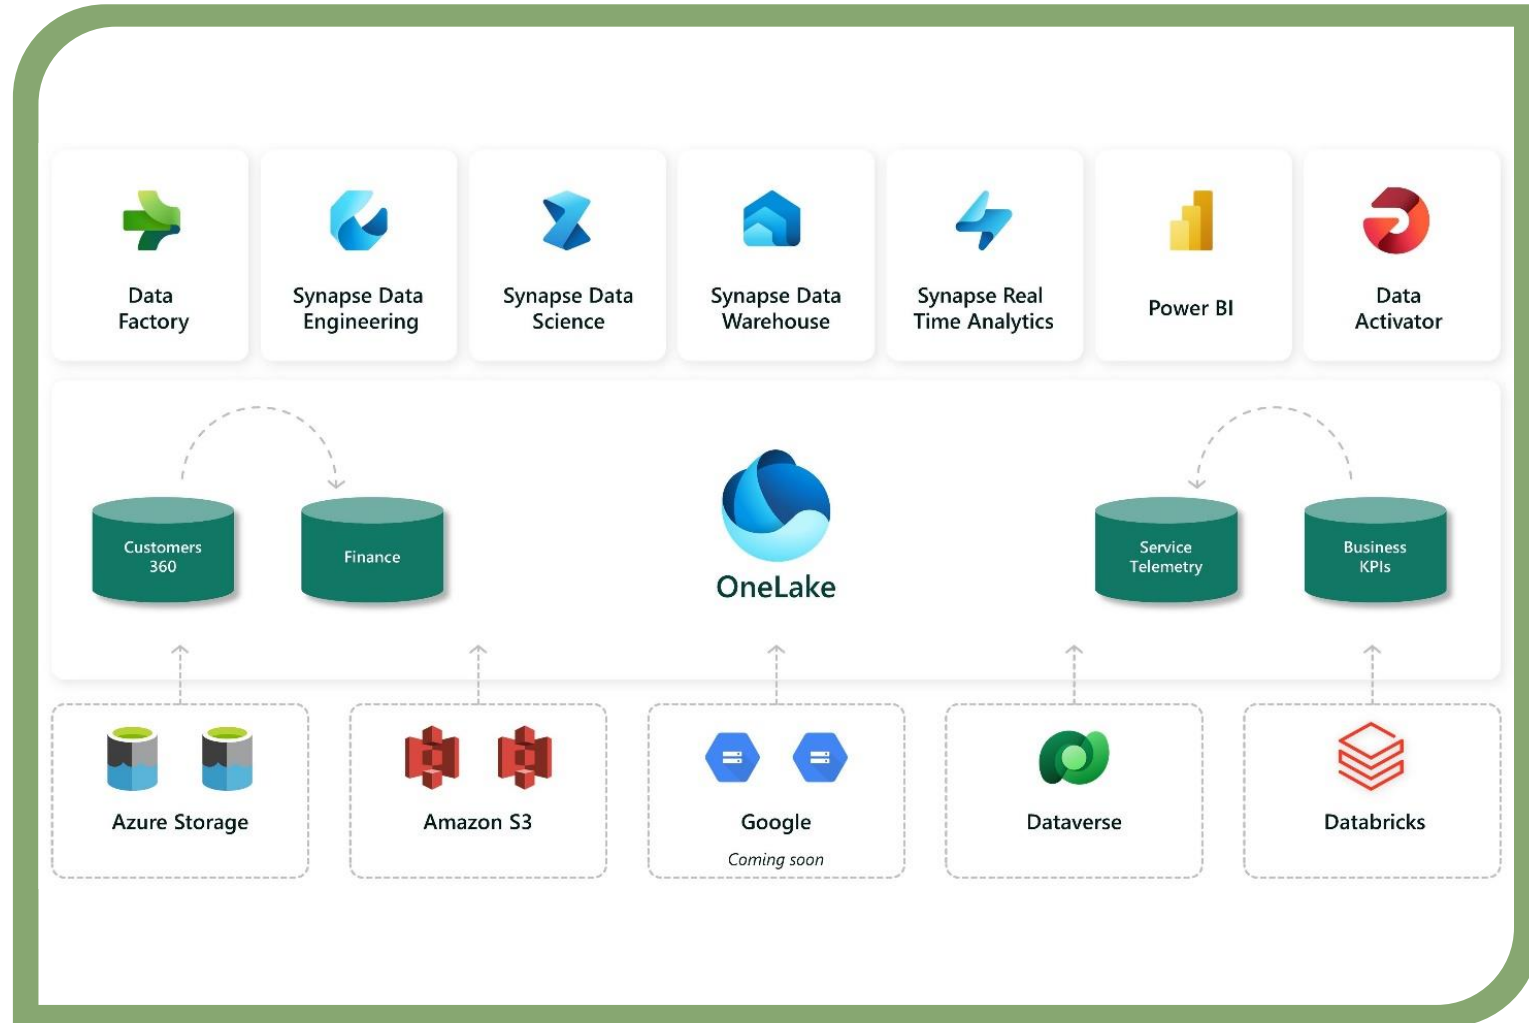 Data
Factory
Synapse Data
Engineering
Synapse Data
Science
Synapse Data
Warehouse
Synapse Real
Time Analytics
Power BI
Data
Activator
Customers
360
Finance
OneLake
Service
Telemetry
Business
KPIs
Azure Storage
Amazon S3
Google
Coming soon
Dataverse
Databricks